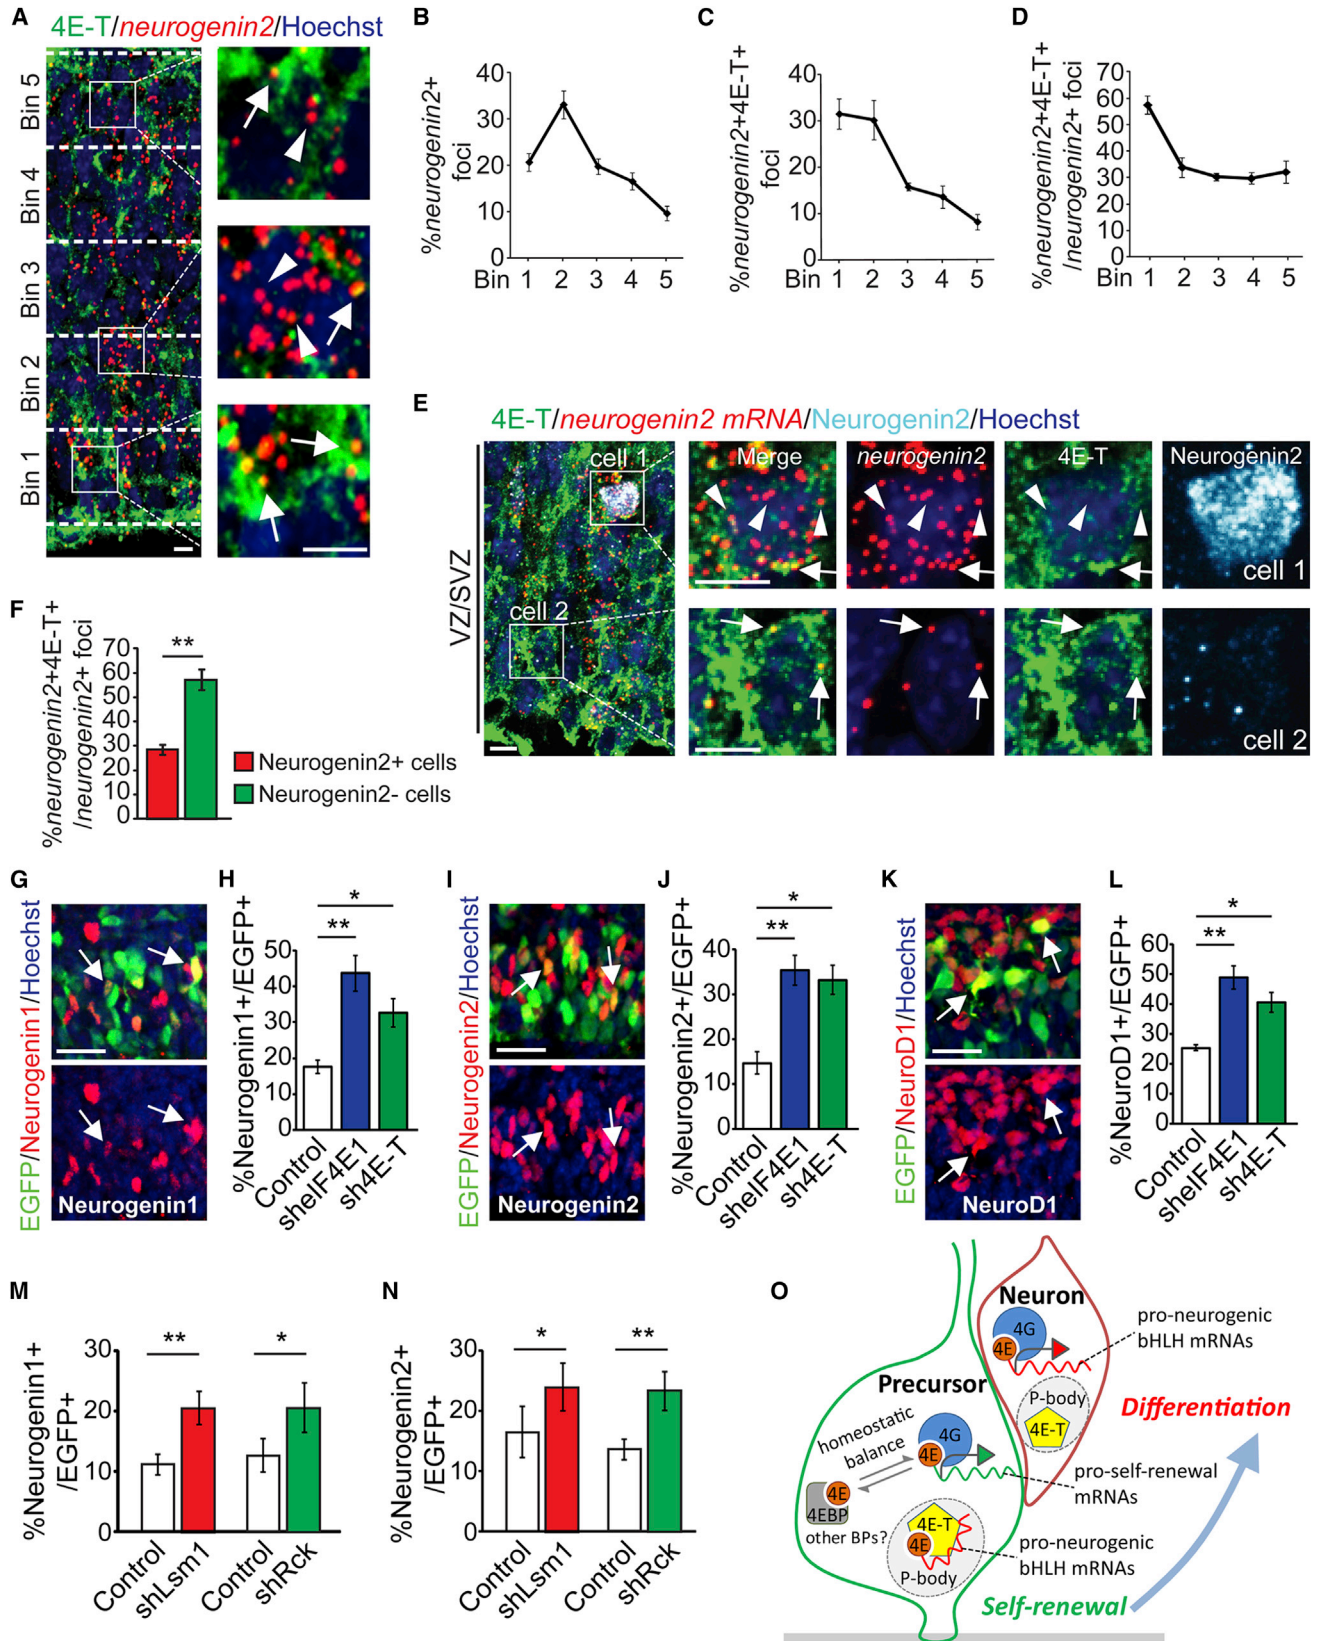 A
4E-T/neurogenin2/Hoechst
Bin 5
Bin 4
Bin 3
Bin 2
Bin 1
B
%neurogenin2+
foci
40
30
20
10
0
Bin 1 2 3 4 5
C
%neurogenin2+4E-T+
foci
40
30
20
10
0
Bin 1 2 3 4 5
D
%neurogenin2+4E-T+
/neurogenin2+ foci
70
60
50
40
30
20
10
0
Bin 1 2 3 4 5
E
4E-T/neurogenin2 mRNA/Neurogenin2/Hoechst
VZ/SVZ
cell 1
cell 2
Merge
neurogenin2
4E-T
Neurogenin2
cell 1
cell 2
F
%neurogenin2+4E-T+
/neurogenin2+ foci
70
60
50
40
30
20
10
0
**
Neurogenin2+ cells
Neurogenin2- cells
G
EGFP/Neurogenin1/Hoechst
Neurogenin1
H
%Neurogenin1+/EGFP+
50
40
30
20
10
0
*
**
Control
sheIF4E1
sh4E-T
I
EGFP/Neurogenin2/Hoechst
Neurogenin2
J
%Neurogenin2+/EGFP+
40
30
20
10
0
*
**
Control
sheIF4E1
sh4E-T
K
EGFP/NeuroD1/Hoechst
NeuroD1
L
%NeuroD1+/EGFP+
60
50
40
30
20
10
0
*
**
Control
sheIF4E1
sh4E-T
M
%Neurogenin1+
/EGFP+
30
20
10
0
**
*
Control
shLsm1
Control
shRck
N
%Neurogenin2+
/EGFP+
30
20
10
0
*
**
Control
shLsm1
Control
shRck
O
Neuron
4G
4E
pro-neurogenic
bHLH mRNAs
P-body
4E-T
Differentiation
Precursor
homeostatic
balance
4G
4E
4E
4EBP
other BPs?
pro-self-renewal
mRNAs
4E-T
4E
P-body
pro-neurogenic
bHLH mRNAs
Self-renewal